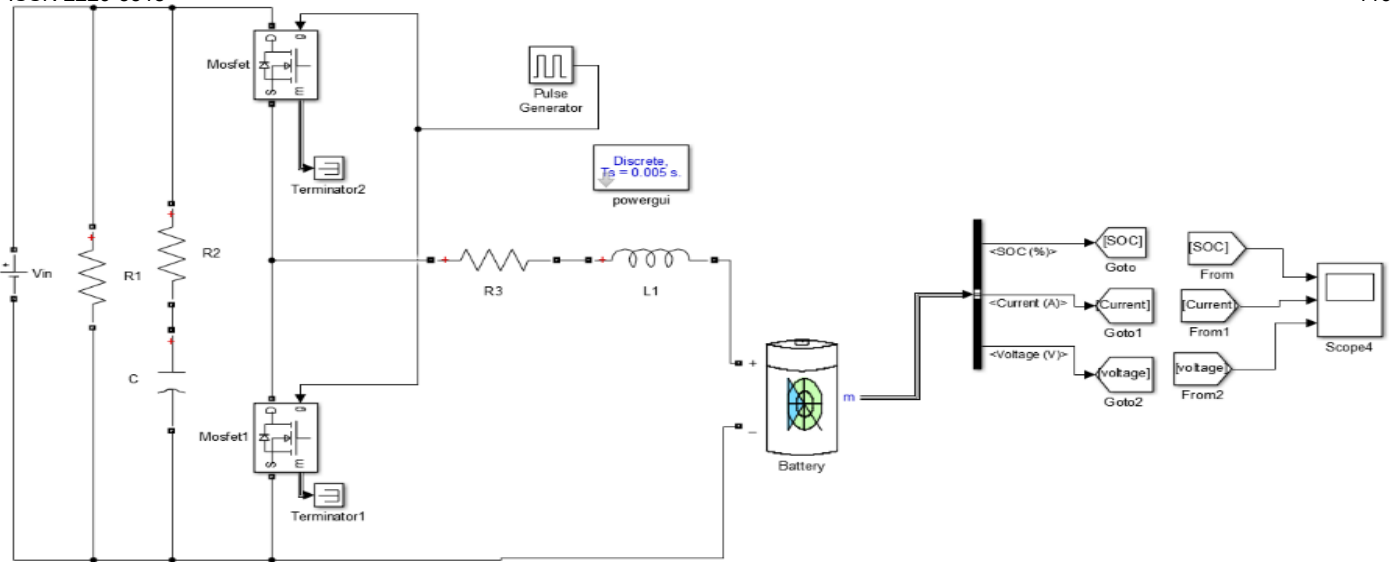 Mosfet
D
g
S
m
Pulse
Generator
Terminator2
Discrete,
Ts = 0.005 s.
powergui
+
Vin
+
R1
+
R2
+
R3
+
L1
+
C
<SOC (%)>
[SOC]
Goto
[SOC]
From
<Current (A)>
[Current]
Goto1
[Current]
From1
Scope4
<Voltage (V)>
[voltage]
Goto2
[voltage]
From2
+
m
_
Battery
Mosfet1
D
g
S
m
Terminator1